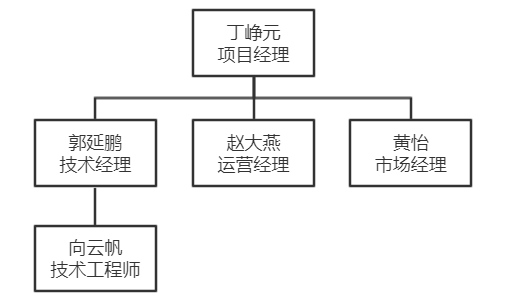 丁峥元
项目经理
郭延鹏
技术经理
赵大燕
运营经理
黄怡
市场经理
向云帆
技术工程师